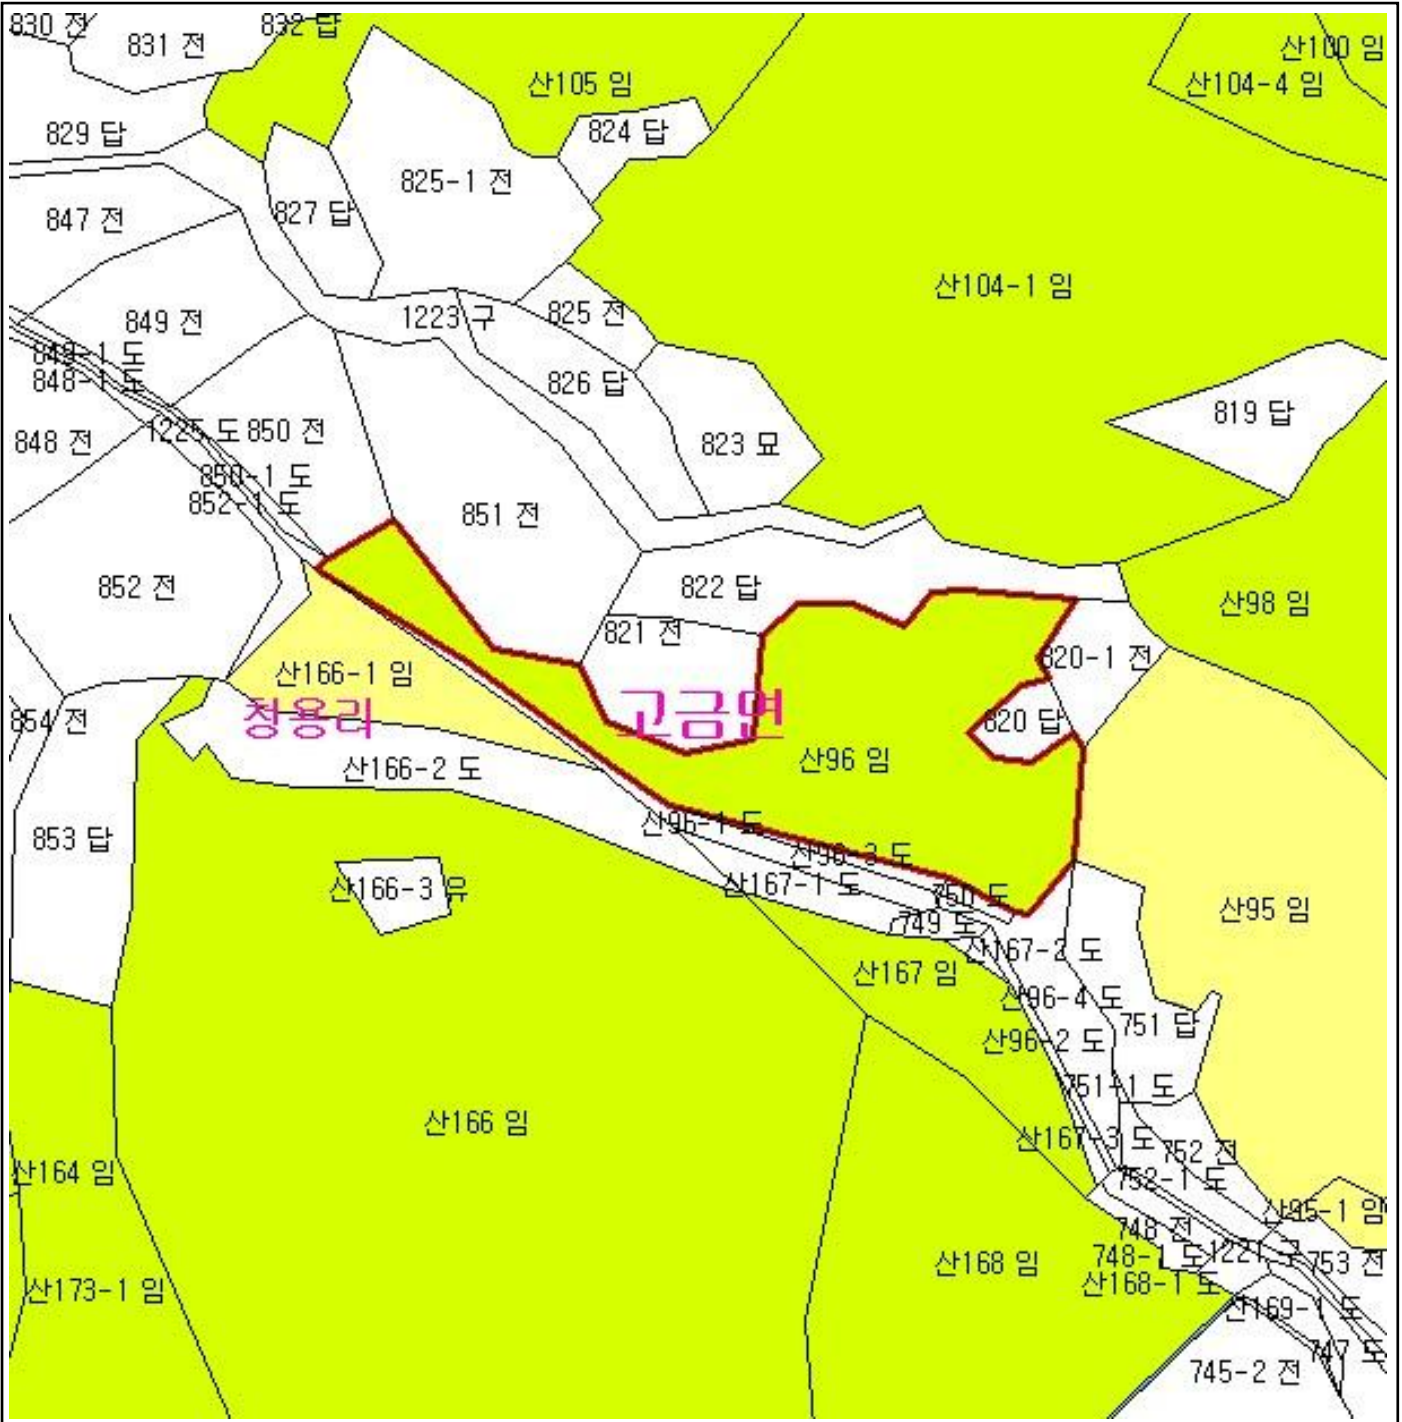 830 전
831 전
832 답
산105 임
산100 임
산104-4 임
829 답
824 답
825-1 전
847 전
827 답
산104-1 임
849 전
1223 구
825 전
849-1 도
848-1 도
826 답
819 답
848 전
1225 도
850 전
823 묘
850-1 도
852-1 도
851 전
852 전
822 답
산98 임
821 전
820-1 전
산166-1 임
청용리
고금면
854 전
820 답
산166-2 도
산96 임
853 답
산96-1 도
산96-3 도
산166-3 유
산167-1 도
750 도
749 도
산95 임
산167-2 도
산167 임
산96-4 도
751 답
산96-2 도
751-1 도
산166 임
산167-3 도
752 전
산164 임
752-1 도
산95-1 임
748 전
748-1 도
1221 구
753 전
산168 임
산168-1 도
산173-1 임
산169-1 도
747 도
745-2 전